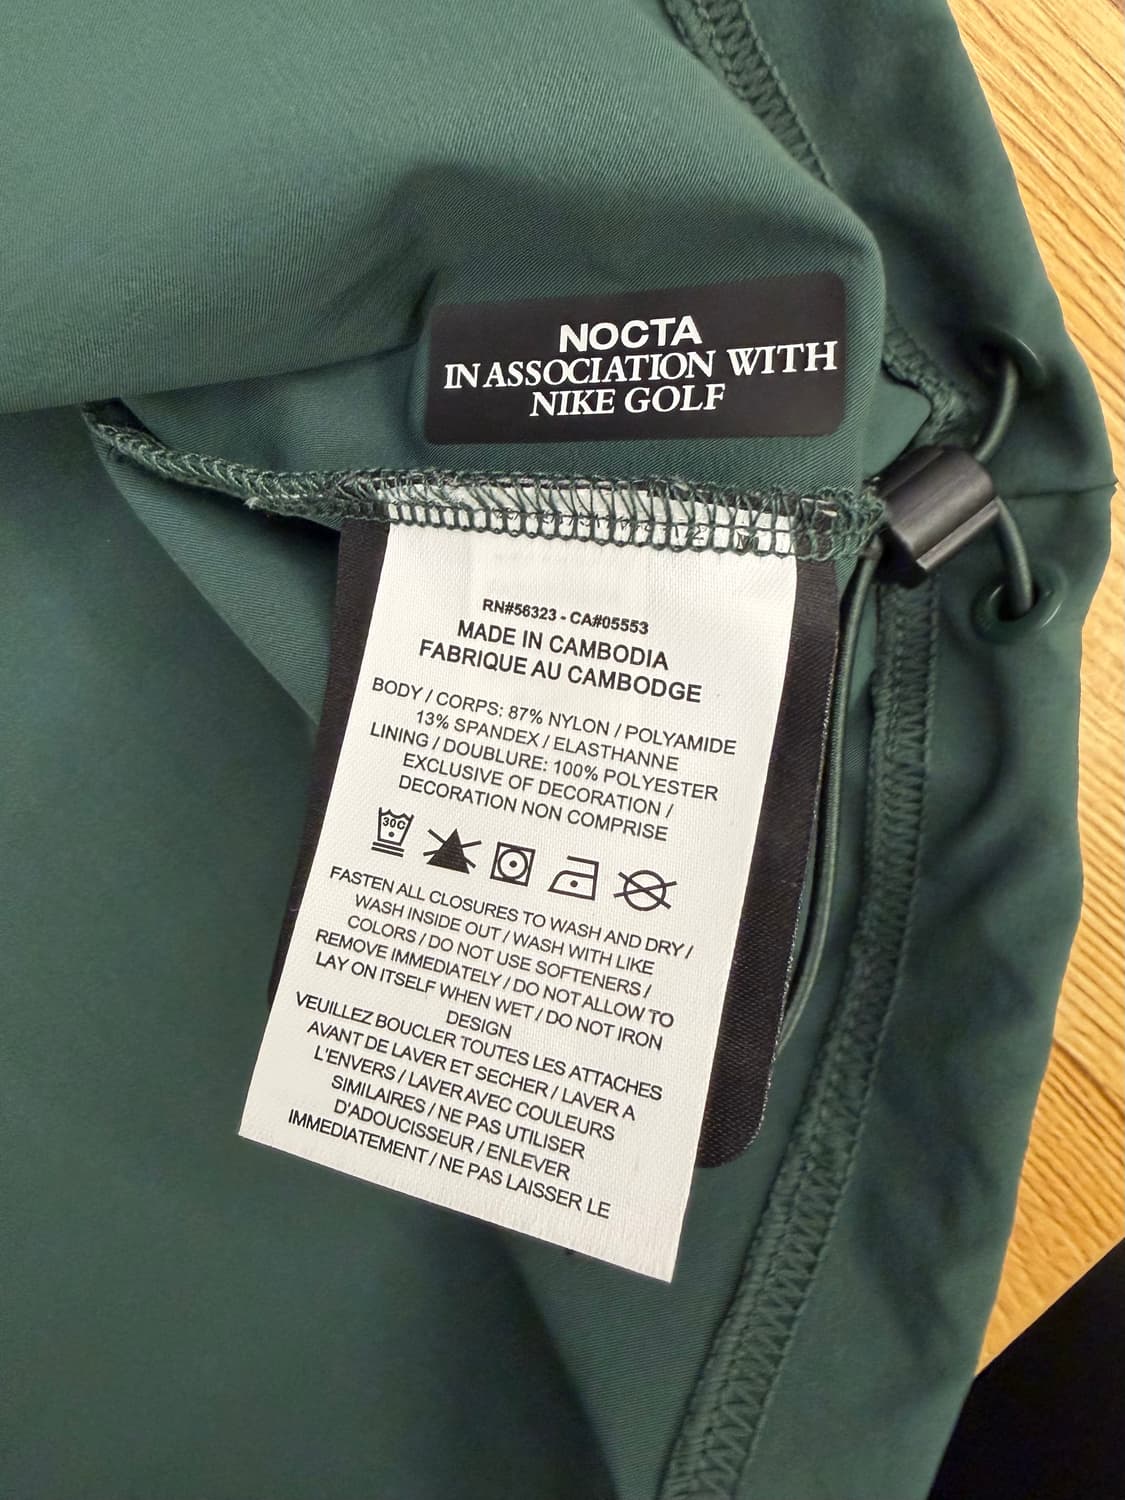 NOCTA
IN ASSOCIATION WITH
NIKE GOLF
RN#56323 - CA#05553
MADE IN CAMBODIA
FABRIQUE AU CAMBODGE
BODY / CORPS: 87% NYLON / POLYAMIDE
13% SPANDEX / ELASTHANNE
LINING / DOUBLURE: 100% POLYESTER
EXCLUSIVE OF DECORATION /
DECORATION NON COMPRISE
30C
FASTEN ALL CLOSURES TO WASH AND DRY /
WASH INSIDE OUT / WASH WITH LIKE
COLORS / DO NOT USE SOFTENERS /
REMOVE IMMEDIATELY / DO NOT ALLOW TO
LAY ON ITSELF WHEN WET / DO NOT IRON
DESIGN
VEUILLEZ BOUCLER TOUTES LES ATTACHES
AVANT DE LAVER ET SECHER / LAVER A
L'ENVERS / LAVER AVEC COULEURS
SIMILAIRES / NE PAS UTILISER
D'ADOUCISSEUR / ENLEVER
IMMEDIATEMENT / NE PAS LAISSER LE